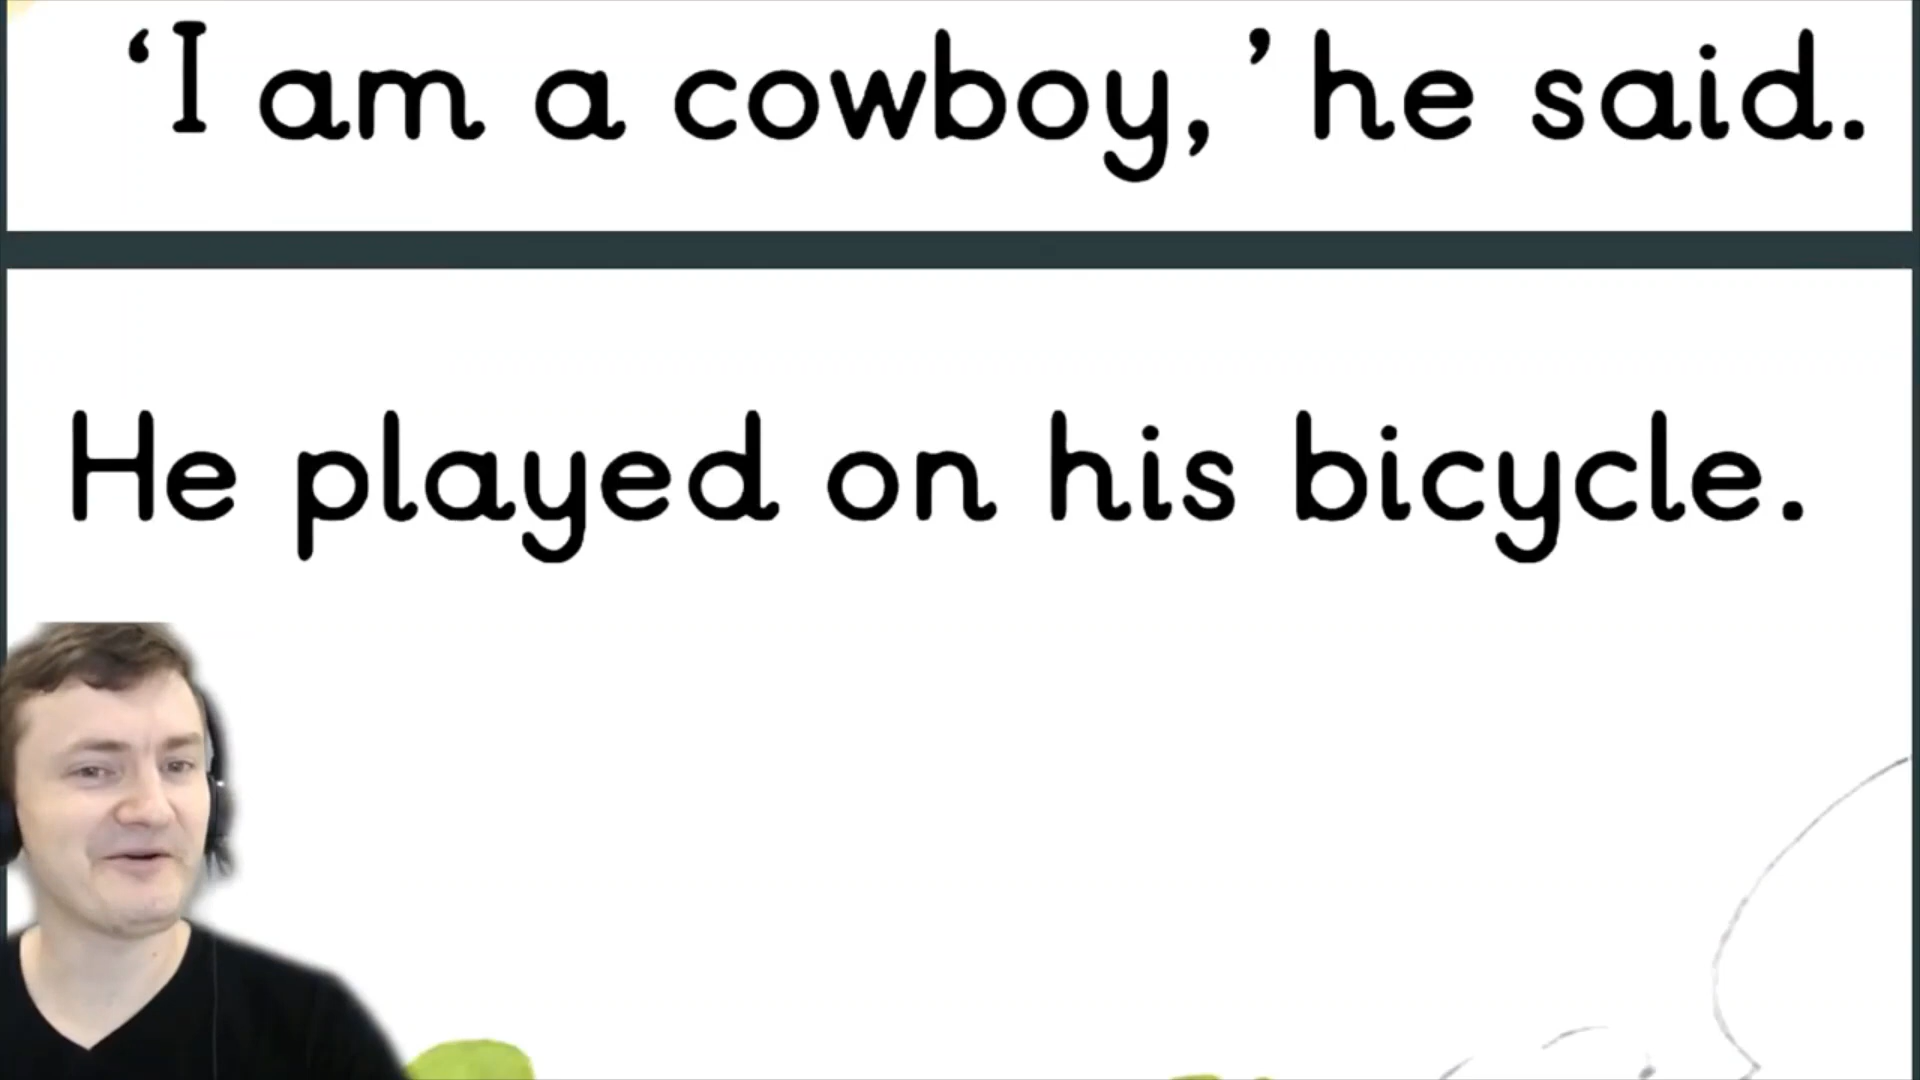 ‘I am a cowboy,’ he said.
He played on his bicycle.